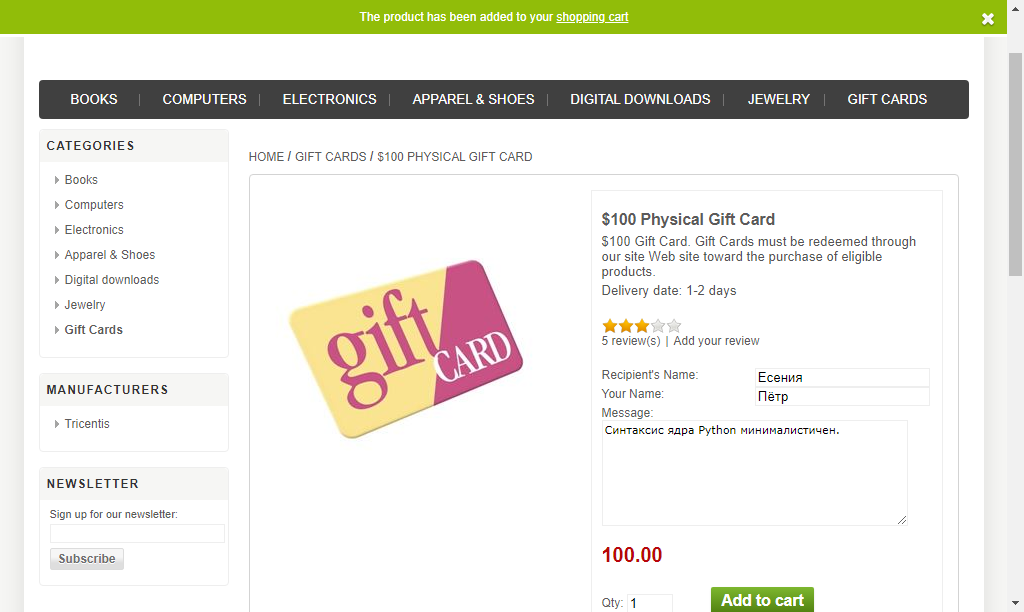 The product has been added to your shopping cart
BOOKS
COMPUTERS
ELECTRONICS
APPAREL & SHOES
DIGITAL DOWNLOADS
JEWELRY
GIFT CARDS
CATEGORIES
Books
Computers
Electronics
Apparel & Shoes
Digital downloads
Jewelry
Gift Cards
MANUFACTURERS
Tricentis
NEWSLETTER
Sign up for our newsletter:
Subscribe
HOME / GIFT CARDS / $100 PHYSICAL GIFT CARD
gift
CARD
$100 Physical Gift Card
$100 Gift Card. Gift Cards must be redeemed through
our site Web site toward the purchase of eligible
products.
Delivery date: 1-2 days
5 review(s) | Add your review
Recipient's Name: Есения
Your Name: Пётр
Message:
Синтаксис ядра Python минималистичен.
100.00
Qty: 1 Add to cart